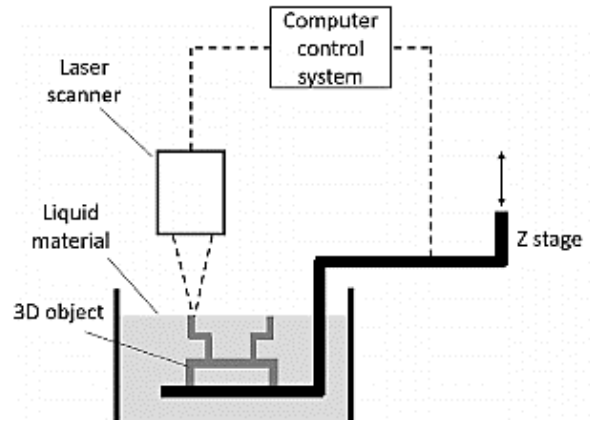 Computer
control
system
Laser
scanner
Liquid
material
Z stage
3D object